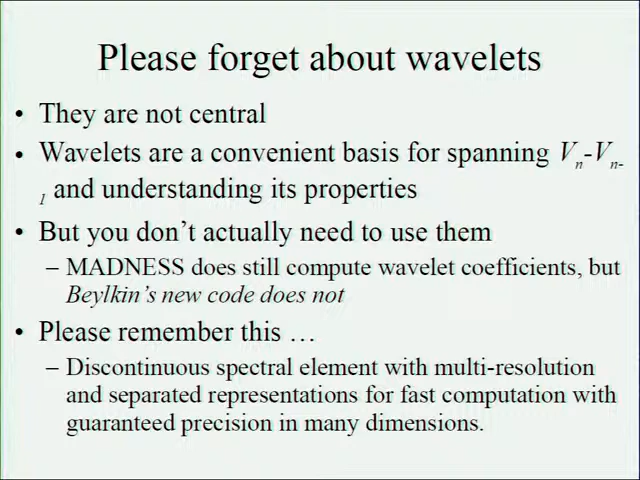 Please forget about wavelets
• They are not central
• Wavelets are a convenient basis for spanning Vn-Vn-
1 and understanding its properties
• But you don’t actually need to use them
– MADNESS does still compute wavelet coefficients, but
Beylkin’s new code does not
• Please remember this …
– Discontinuous spectral element with multi-resolution
and separated representations for fast computation with
guaranteed precision in many dimensions.